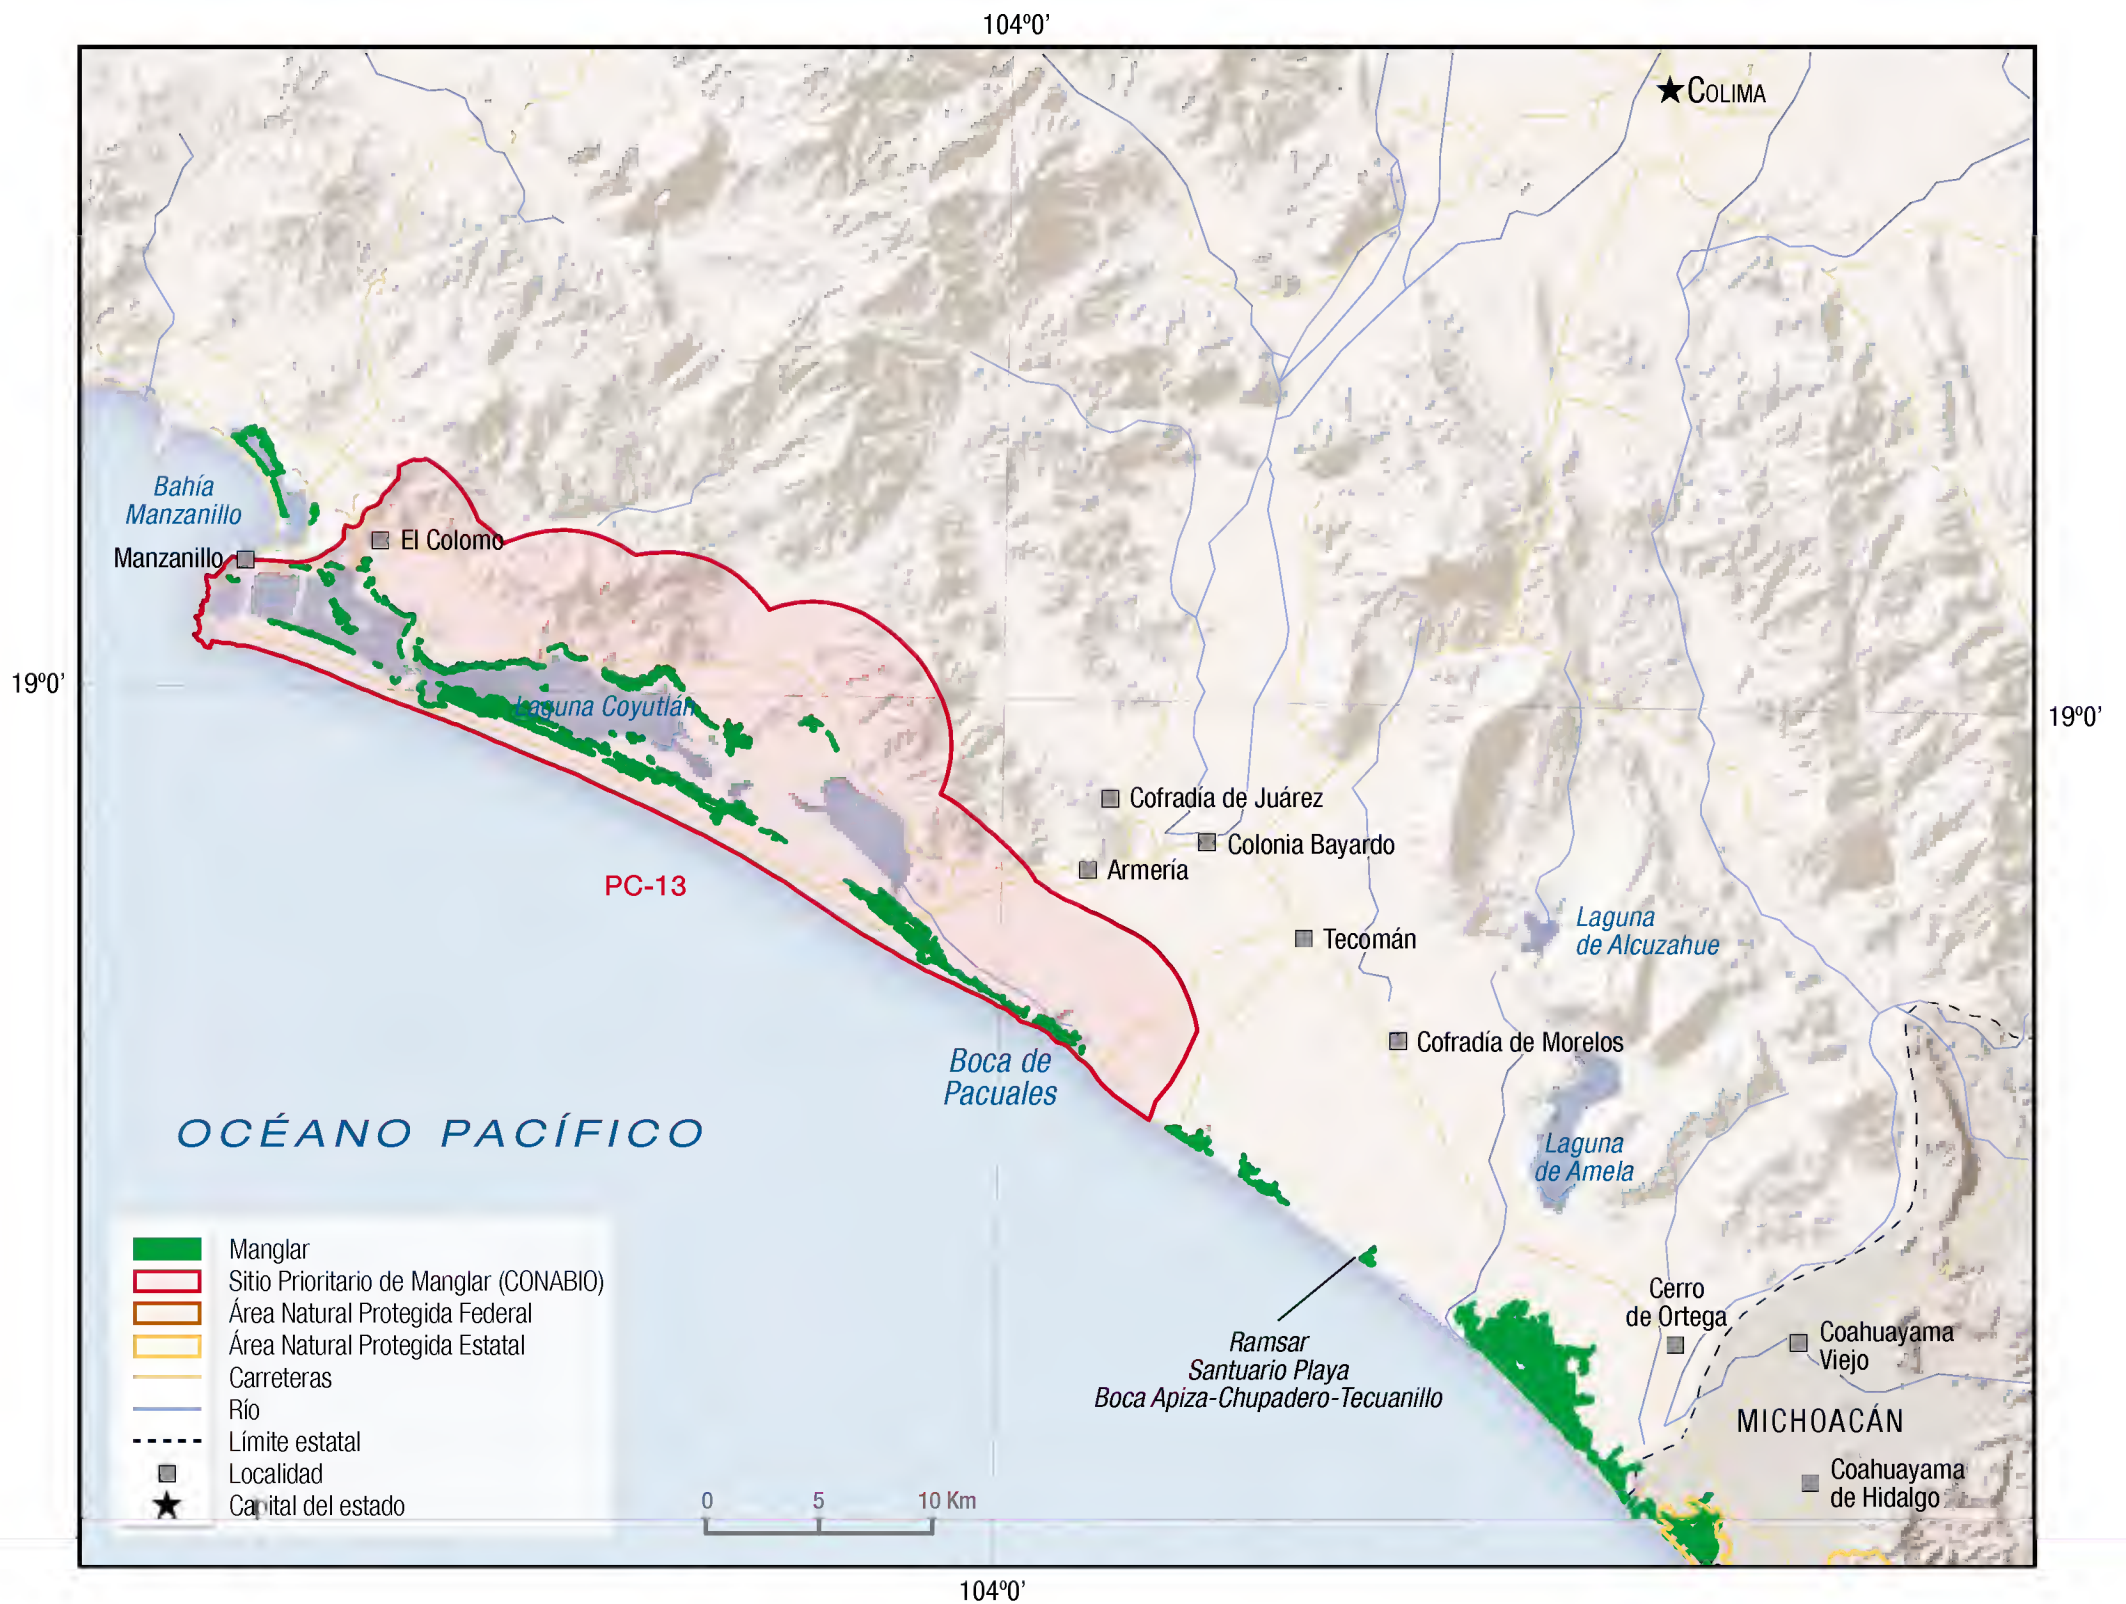 104º0'
COLIMA
Bahía
Manzanillo
El Colomo
Manzanillo
19º0'
Laguna Coyutlán
19º0'
Cofradía de Juárez
Colonia Bayardo
Armería
PC-13
Laguna
de Alcuzahue
Tecomán
Cofradía de Morelos
Boca de
Pacuales
OCÉANO PACÍFICO
Laguna
de Amela
Manglar
Sitio Prioritario de Manglar (CONABIO)
Área Natural Protegida Federal
Área Natural Protegida Estatal
Carreteras
Río
Límite estatal
Localidad
Capital del estado
Cerro
de Ortega
Coahuayama
Viejo
Ramsar
Santuario Playa
Boca Apiza-Chupadero-Tecuanillo
MICHOACÁN
Coahuayama
de Hidalgo
0 5 10 Km
104º0'